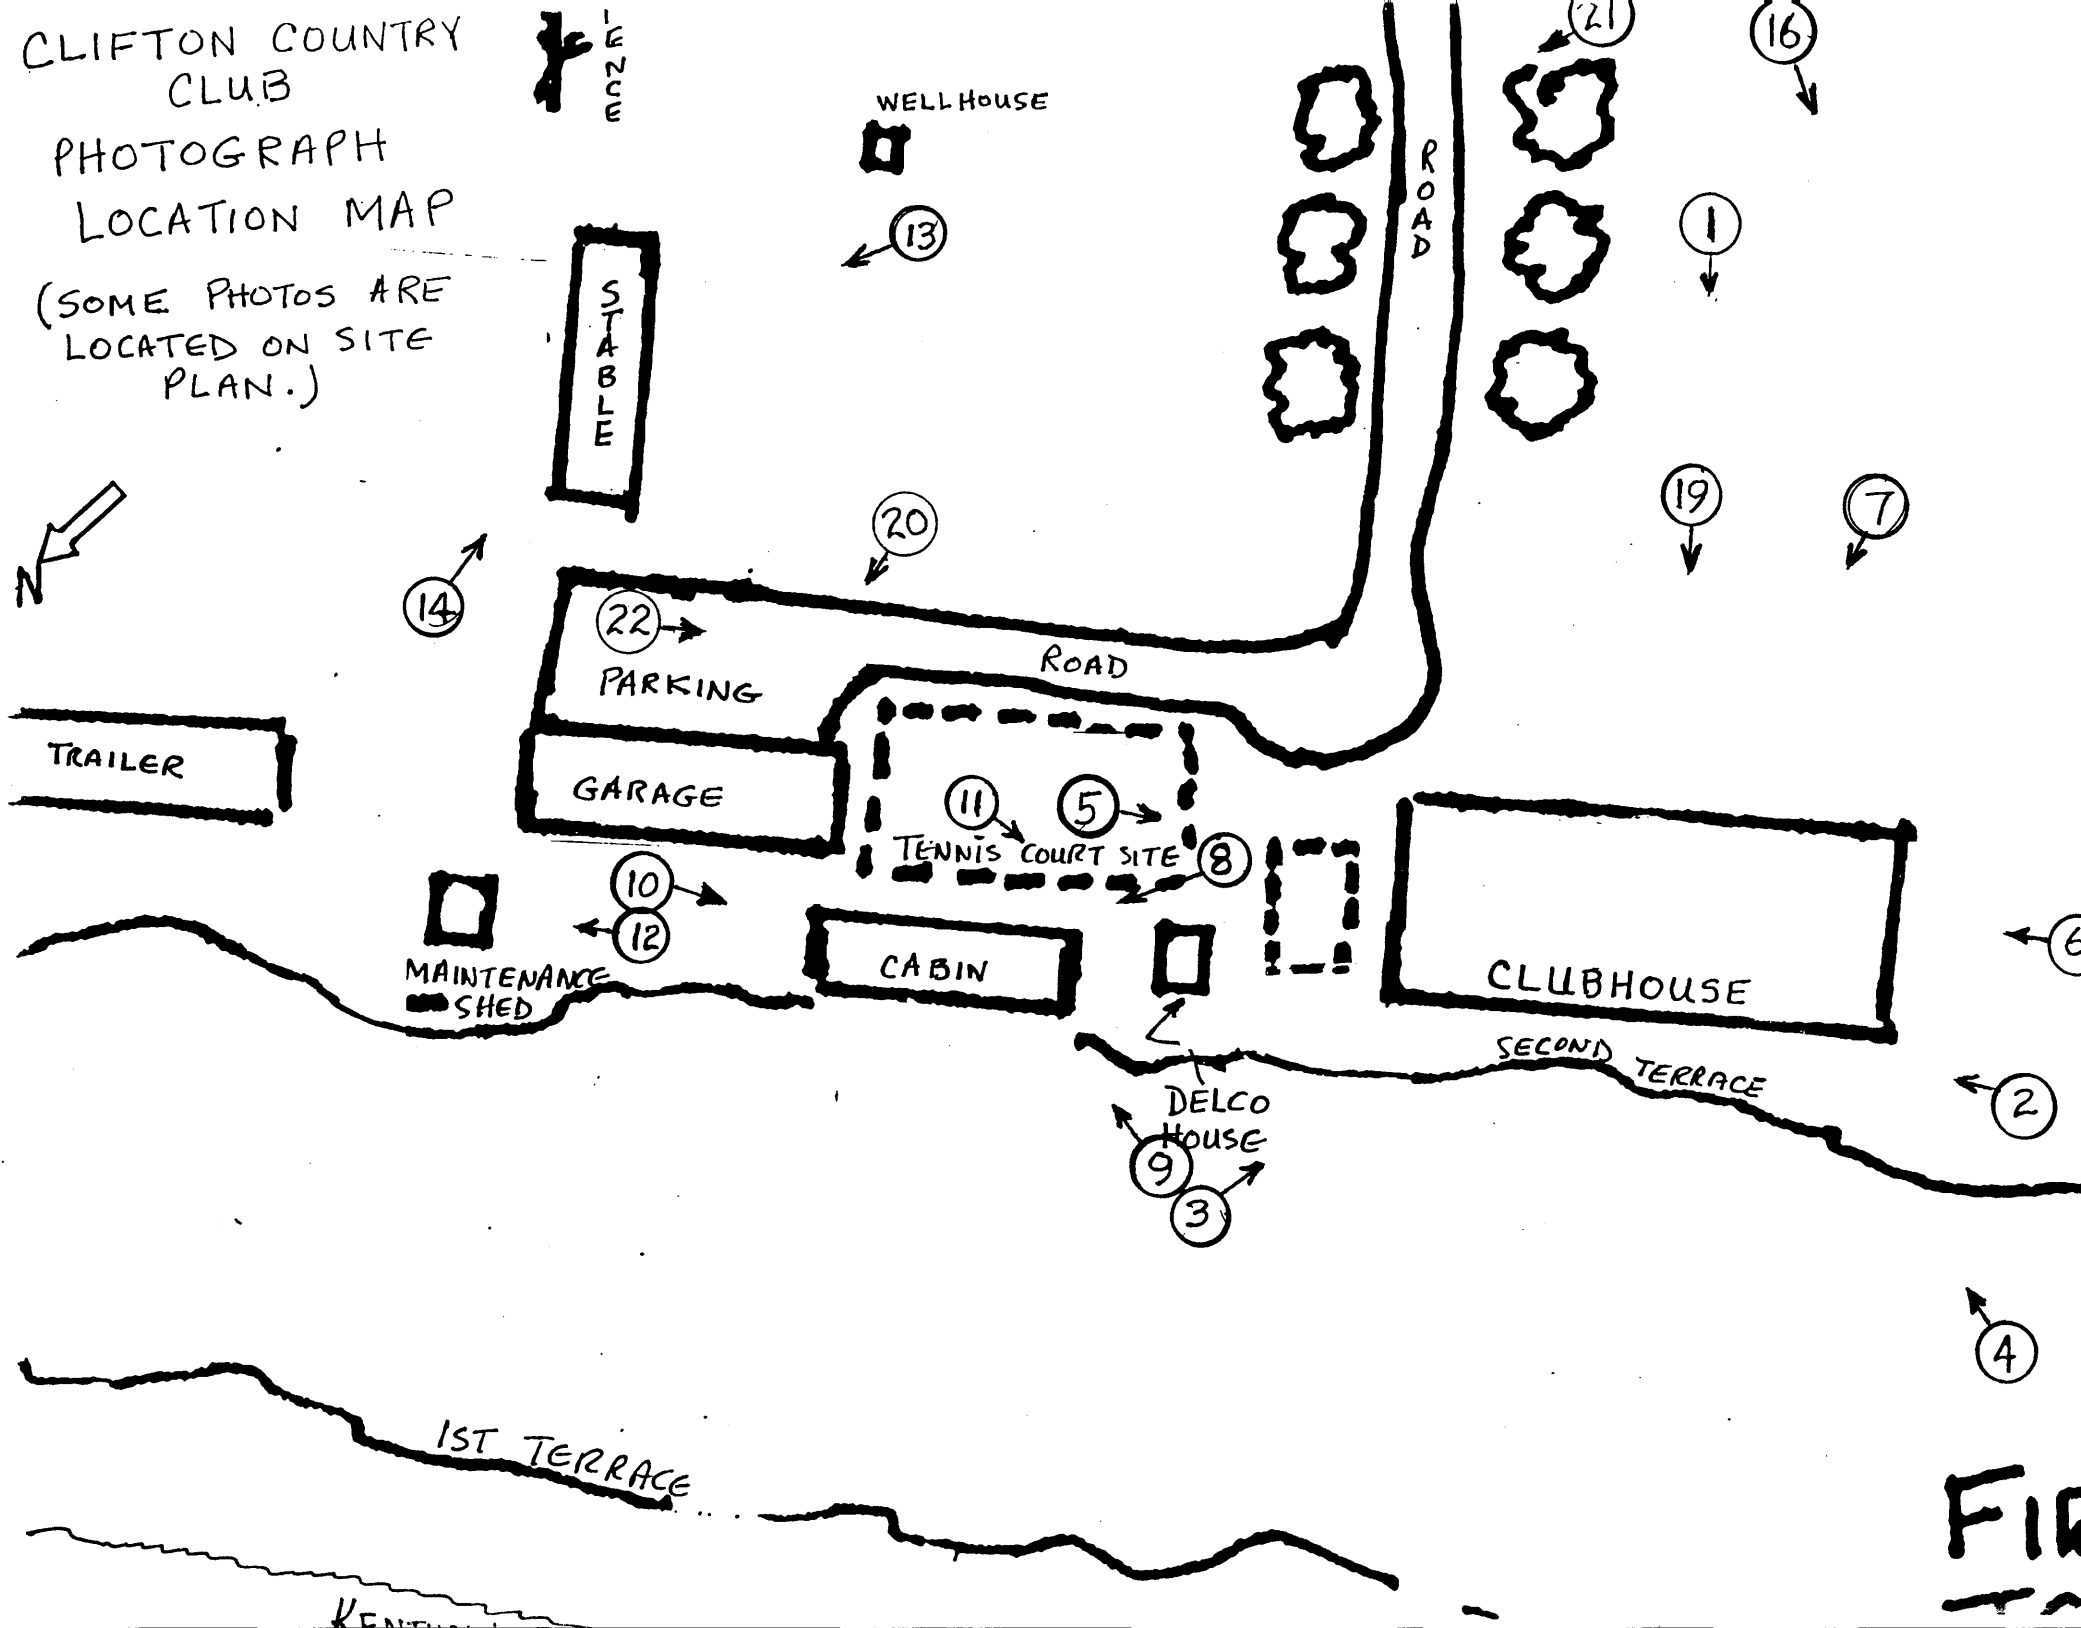 CLIFTON COUNTRY
CLUB
PHOTOGRAPH
LOCATION MAP
(SOME PHOTOS ARE
LOCATED ON SITE
PLAN.)
21
16
WELLHOUSE
ROAD
13
1
STABLE
N
20
19
7
14
22
ROAD
PARKING
TRAILER
GARAGE
11
5
TENNIS COURT SITE
8
10
12
6
CABIN
MAINTENANCE
SHED
CLUBHOUSE
SECOND TERRACE
2
DELCO
HOUSE
9
3
4
1ST TERRACE